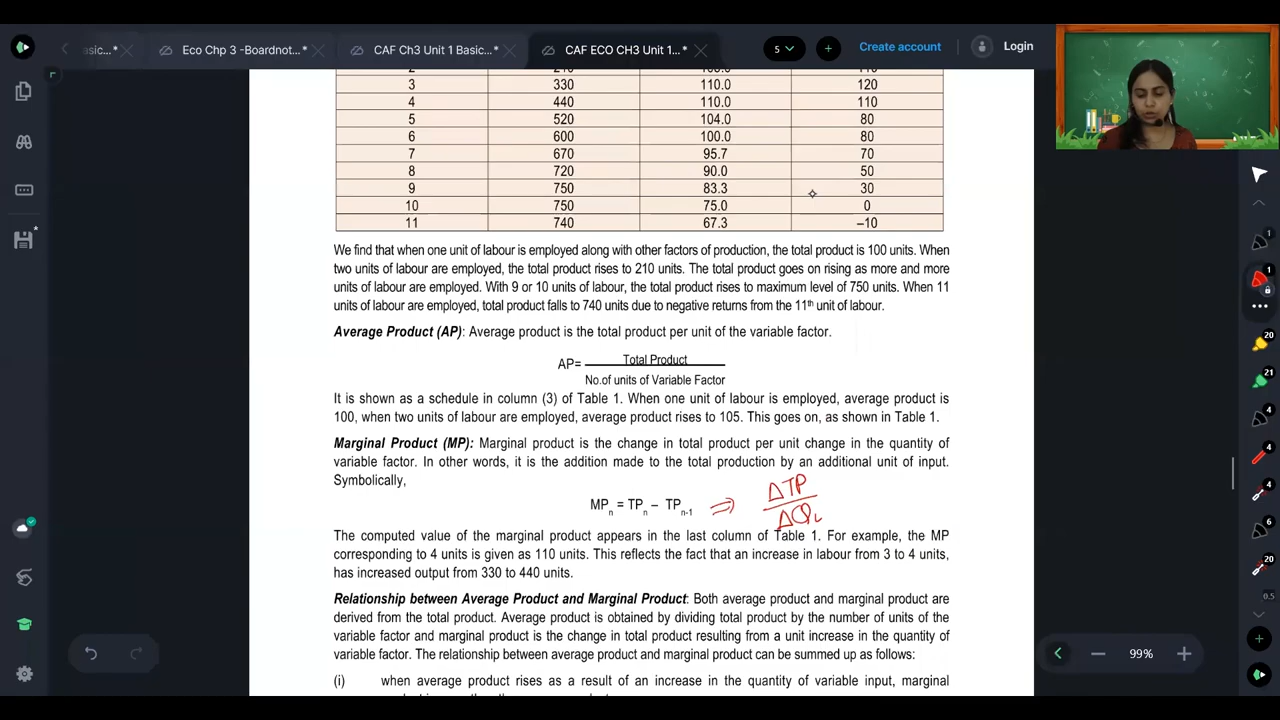 asic...*
Eco Chp 3 -Boardnot...*
CAF Ch3 Unit 1 Basic...*
CAF ECO CH3 Unit 1...*
5
Create account
Login
3 330 110.0 120
4 440 110.0 110
5 520 104.0 80
6 600 100.0 80
7 670 95.7 70
8 720 90.0 50
9 750 83.3 30
10 750 75.0 0
11 740 67.3 –10
We find that when one unit of labour is employed along with other factors of production, the total product is 100 units. When
two units of labour are employed, the total product rises to 210 units. The total product goes on rising as more and more
units of labour are employed. With 9 or 10 units of labour, the total product rises to maximum level of 750 units. When 11
units of labour are employed, total product falls to 740 units due to negative returns from the 11th unit of labour.
Average Product (AP): Average product is the total product per unit of the variable factor.
AP= Total Product
No.of units of Variable Factor
It is shown as a schedule in column (3) of Table 1. When one unit of labour is employed, average product is
100, when two units of labour are employed, average product rises to 105. This goes on, as shown in Table 1.
Marginal Product (MP): Marginal product is the change in total product per unit change in the quantity of
variable factor. In other words, it is the addition made to the total production by an additional unit of input.
Symbolically,
MPn = TPn – TPn-1 ⇒ ΔTP
ΔQL
The computed value of the marginal product appears in the last column of Table 1. For example, the MP
corresponding to 4 units is given as 110 units. This reflects the fact that an increase in labour from 3 to 4 units,
has increased output from 330 to 440 units.
Relationship between Average Product and Marginal Product: Both average product and marginal product are
derived from the total product. Average product is obtained by dividing total product by the number of units of the
variable factor and marginal product is the change in total product resulting from a unit increase in the quantity of
variable factor. The relationship between average product and marginal product can be summed up as follows:
(i) when average product rises as a result of an increase in the quantity of variable input, marginal
1
1
20
21
4
4
4
6
20
0.5
99%